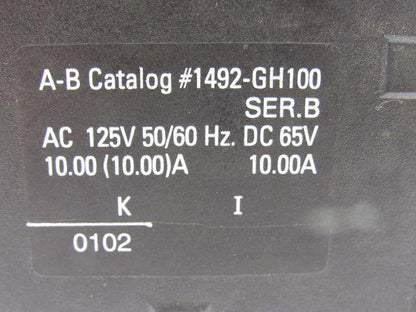 A-B Catalog #1492-GH100
SER.B
AC 125V 50/60 Hz. DC 65V
10.00 (10.00)A 10.00A
K I
0102